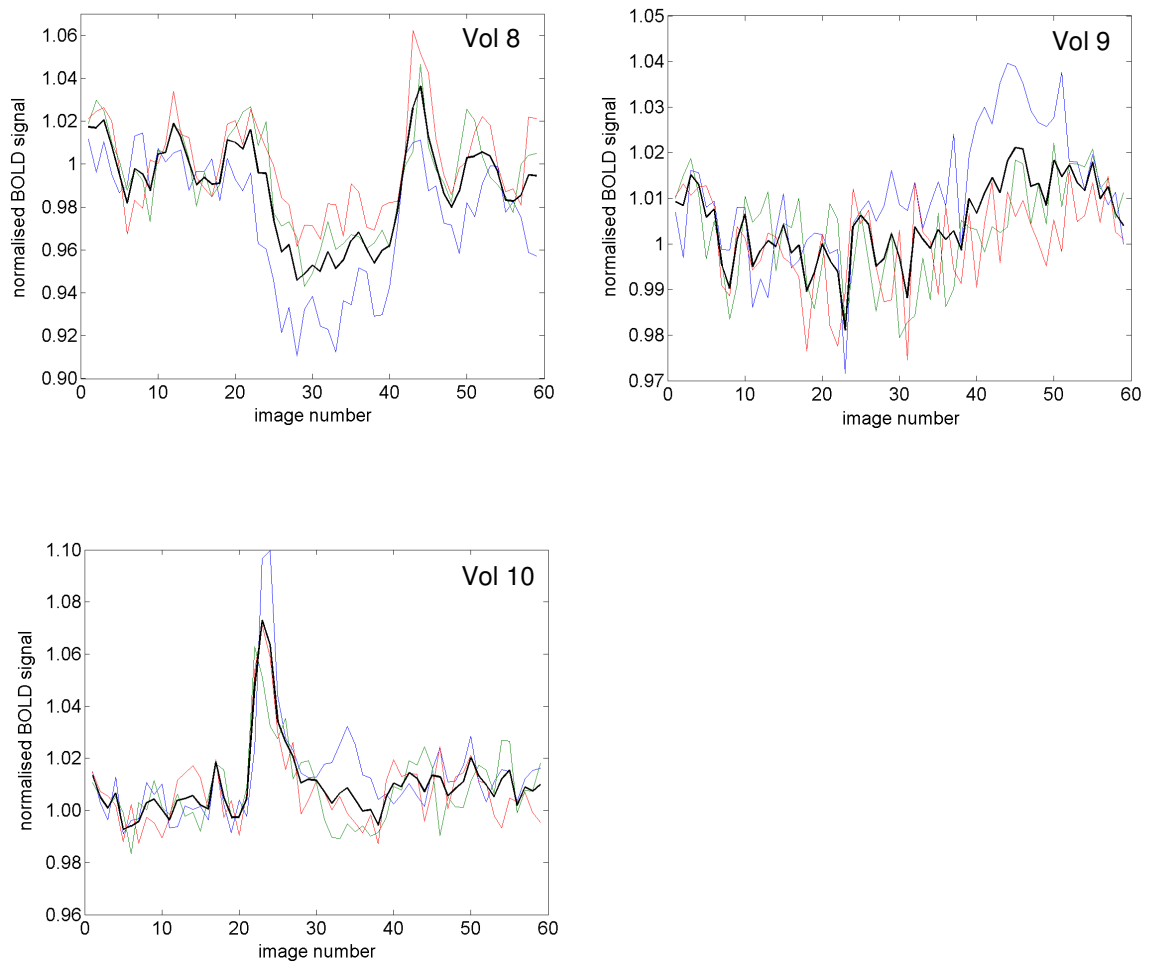 Vol 8
normalised BOLD signal
1.06
1.04
1.02
1
0.98
0.96
0.94
0.92
0.90
0 10 20 30 40 50 60
image number
Vol 9
normalised BOLD signal
1.05
1.04
1.03
1.02
1.01
1
0.99
0.98
0.97
0 10 20 30 40 50 60
image number
Vol 10
normalised BOLD signal
1.10
1.08
1.06
1.04
1.02
1.00
0.98
0.96
0 10 20 30 40 50 60
image number